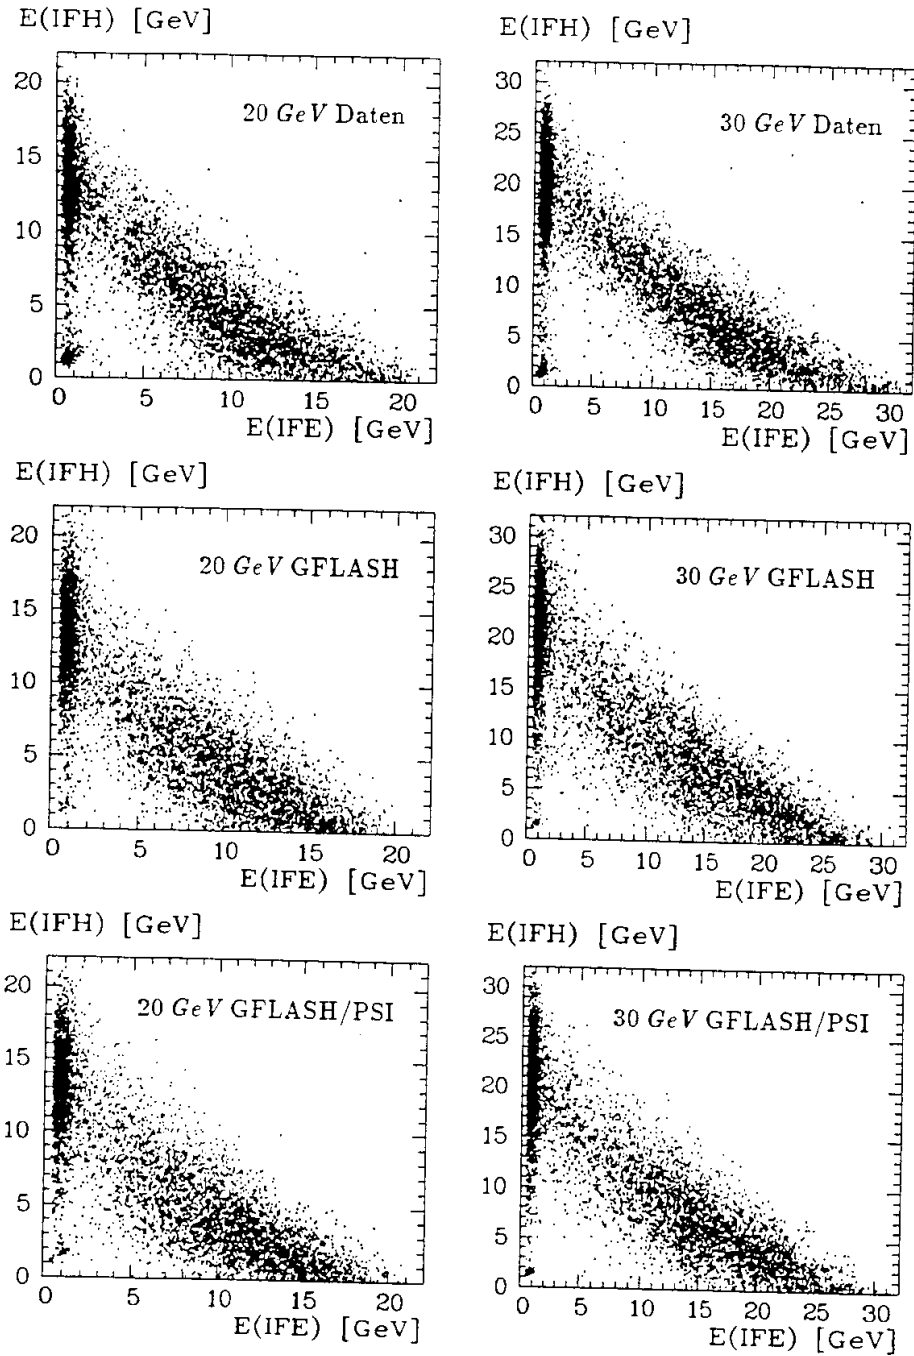 E(IFH) [GeV]
20
15
10
5
0
20 GeV Daten
0 5 10 15 20
E(IFE) [GeV]
E(IFH) [GeV]
30
25
20
15
10
5
0
30 GeV Daten
0 5 10 15 20 25 30
E(IFE) [GeV]
E(IFH) [GeV]
20
15
10
5
0
20 GeV GFLASH
0 5 10 15 20
E(IFE) [GeV]
E(IFH) [GeV]
30
25
20
15
10
5
0
30 GeV GFLASH
0 5 10 15 20 25 30
E(IFE) [GeV]
E(IFH) [GeV]
20
15
10
5
0
20 GeV GFLASH/PSI
0 5 10 15 20
E(IFE) [GeV]
E(IFH) [GeV]
30
25
20
15
10
5
0
30 GeV GFLASH/PSI
0 5 10 15 20 25 30
E(IFE) [GeV]